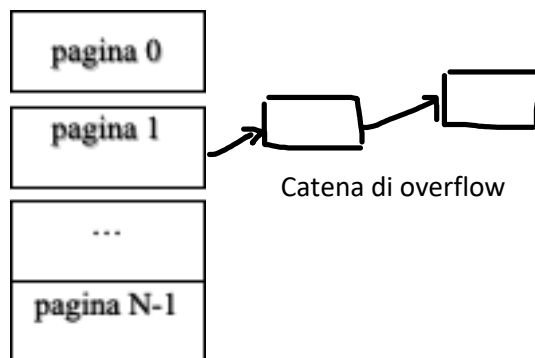 pagina 0
pagina 1
Catena di overflow
...
pagina N-1